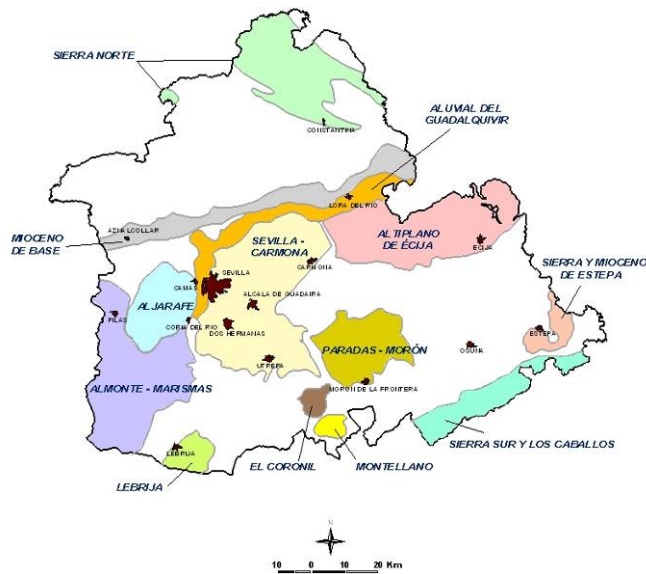 SIERRA NORTE
CONSTANTINA
ALUVIAL DEL
GUADALQUIVIR
LORA DEL RIO
AZNALCOLLAR
MIOCENO
DE BASE
SEVILLA -
CARMONA
ALTIPLANO
DE ÉCIJA
ECIJA
CARMONA
SIERRA Y MIOCENO
DE ESTEPA
CAMAS
SEVILLA
ALJARAFE
ALCALA DE GUADAIRA
PILAS
CORIA DEL RIO
DOS HERMANAS
ESTEPA
PARADAS - MORÓN
OSUNA
UTRERA
ALMONTE - MARISMAS
MORON DE LA FRONTERA
SIERRA SUR Y LOS CABALLOS
LEBRIJA
EL CORONIL
MONTELLANO
LEBRIJA
N
10 0 10 20 Km